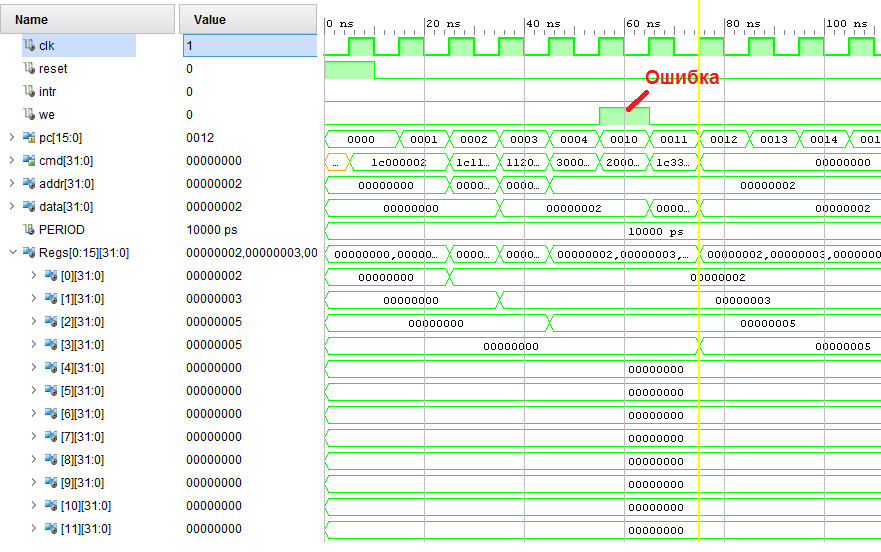 Name Value 0 ns 20 ns 40 ns 60 ns 80 ns 100 ns
clk 1
reset 0
Ошибка
intr 0
we 0
pc[15:0] 0012 0000 0001 0002 0003 0004 0010 0011 0012 0013 0014 001
cmd[31:0] 00000000 ... 1c000002 1c11... 1120... 3000... 2000... 1c33... 00000000
addr[31:0] 00000002 00000000 0000... 0000... 00000002
data[31:0] 00000002 00000000 00000002 0000... 00000002
PERIOD 10000 ps 10000 ps
Regs[0:15][31:0] 00000002,00000003,00 00000000,00000... 0000... 0000... 00000002,00000003,... 00000002,00000003,0000000
[0][31:0] 00000002 00000000 00000002
[1][31:0] 00000003 00000000 00000003
[2][31:0] 00000005 00000000 00000005
[3][31:0] 00000005 00000000 00000005
[4][31:0] 00000000 00000000
[5][31:0] 00000000 00000000
[6][31:0] 00000000 00000000
[7][31:0] 00000000 00000000
[8][31:0] 00000000 00000000
[9][31:0] 00000000 00000000
[10][31:0] 00000000 00000000
[11][31:0] 00000000 00000000